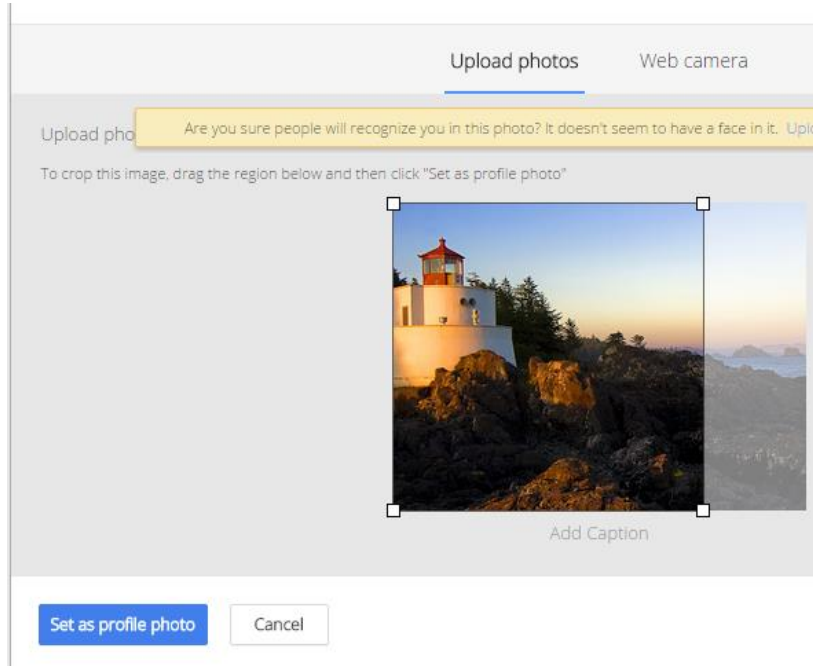 Upload photos
Web camera
Upload pho
Are you sure people will recognize you in this photo? It doesn't seem to have a face in it. Uplo
To crop this image, drag the region below and then click "Set as profile photo"
Add Caption
Set as profile photo
Cancel